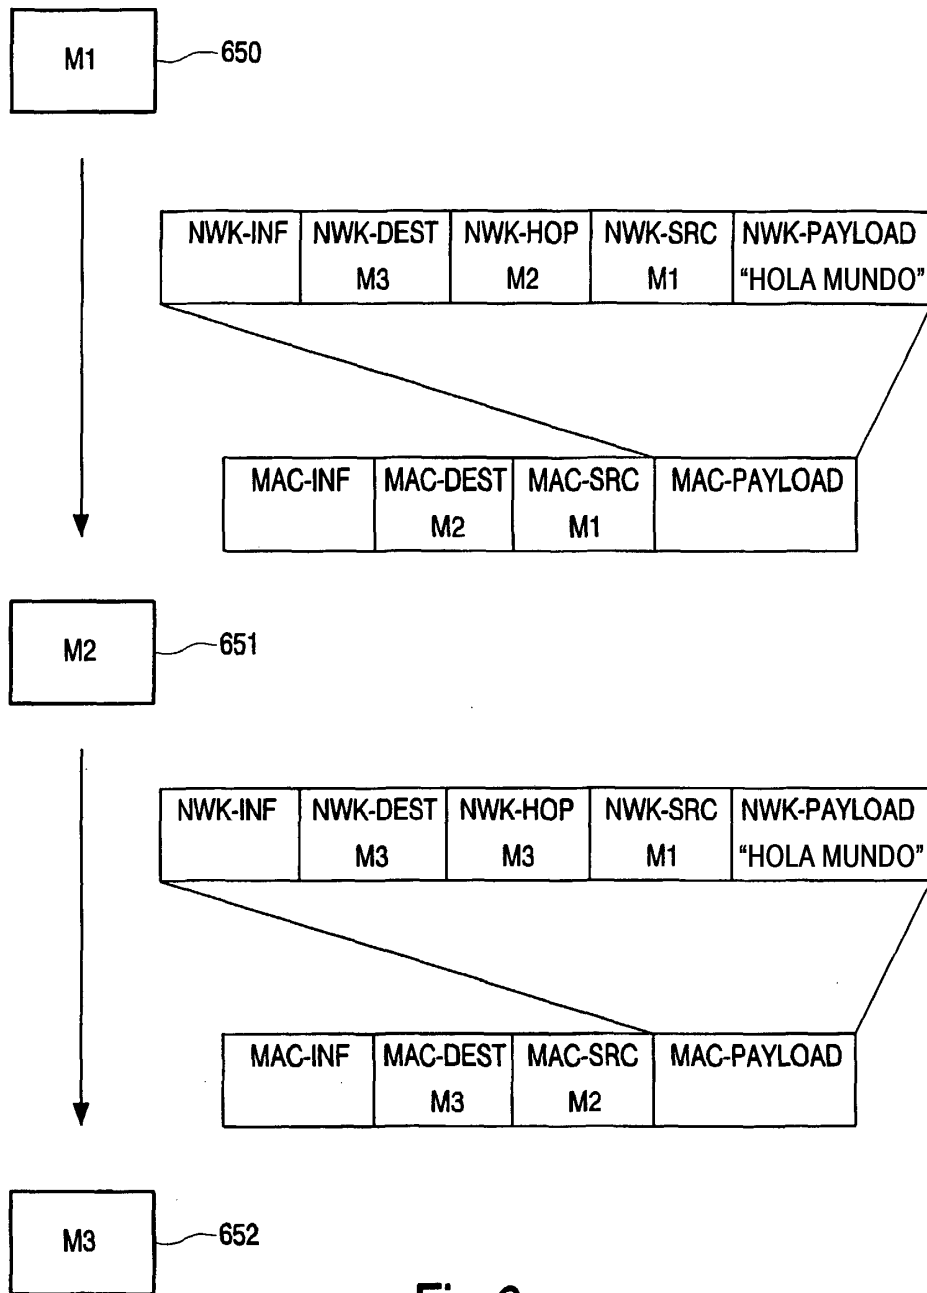 M1
650
NWK-INF NWK-DEST NWK-HOP NWK-SRC NWK-PAYLOAD
M3 M2 M1 “HOLA MUNDO”
MAC-INF MAC-DEST MAC-SRC MAC-PAYLOAD
M2 M1
M2
651
NWK-INF NWK-DEST NWK-HOP NWK-SRC NWK-PAYLOAD
M3 M3 M1 “HOLA MUNDO”
MAC-INF MAC-DEST MAC-SRC MAC-PAYLOAD
M3 M2
M3
652